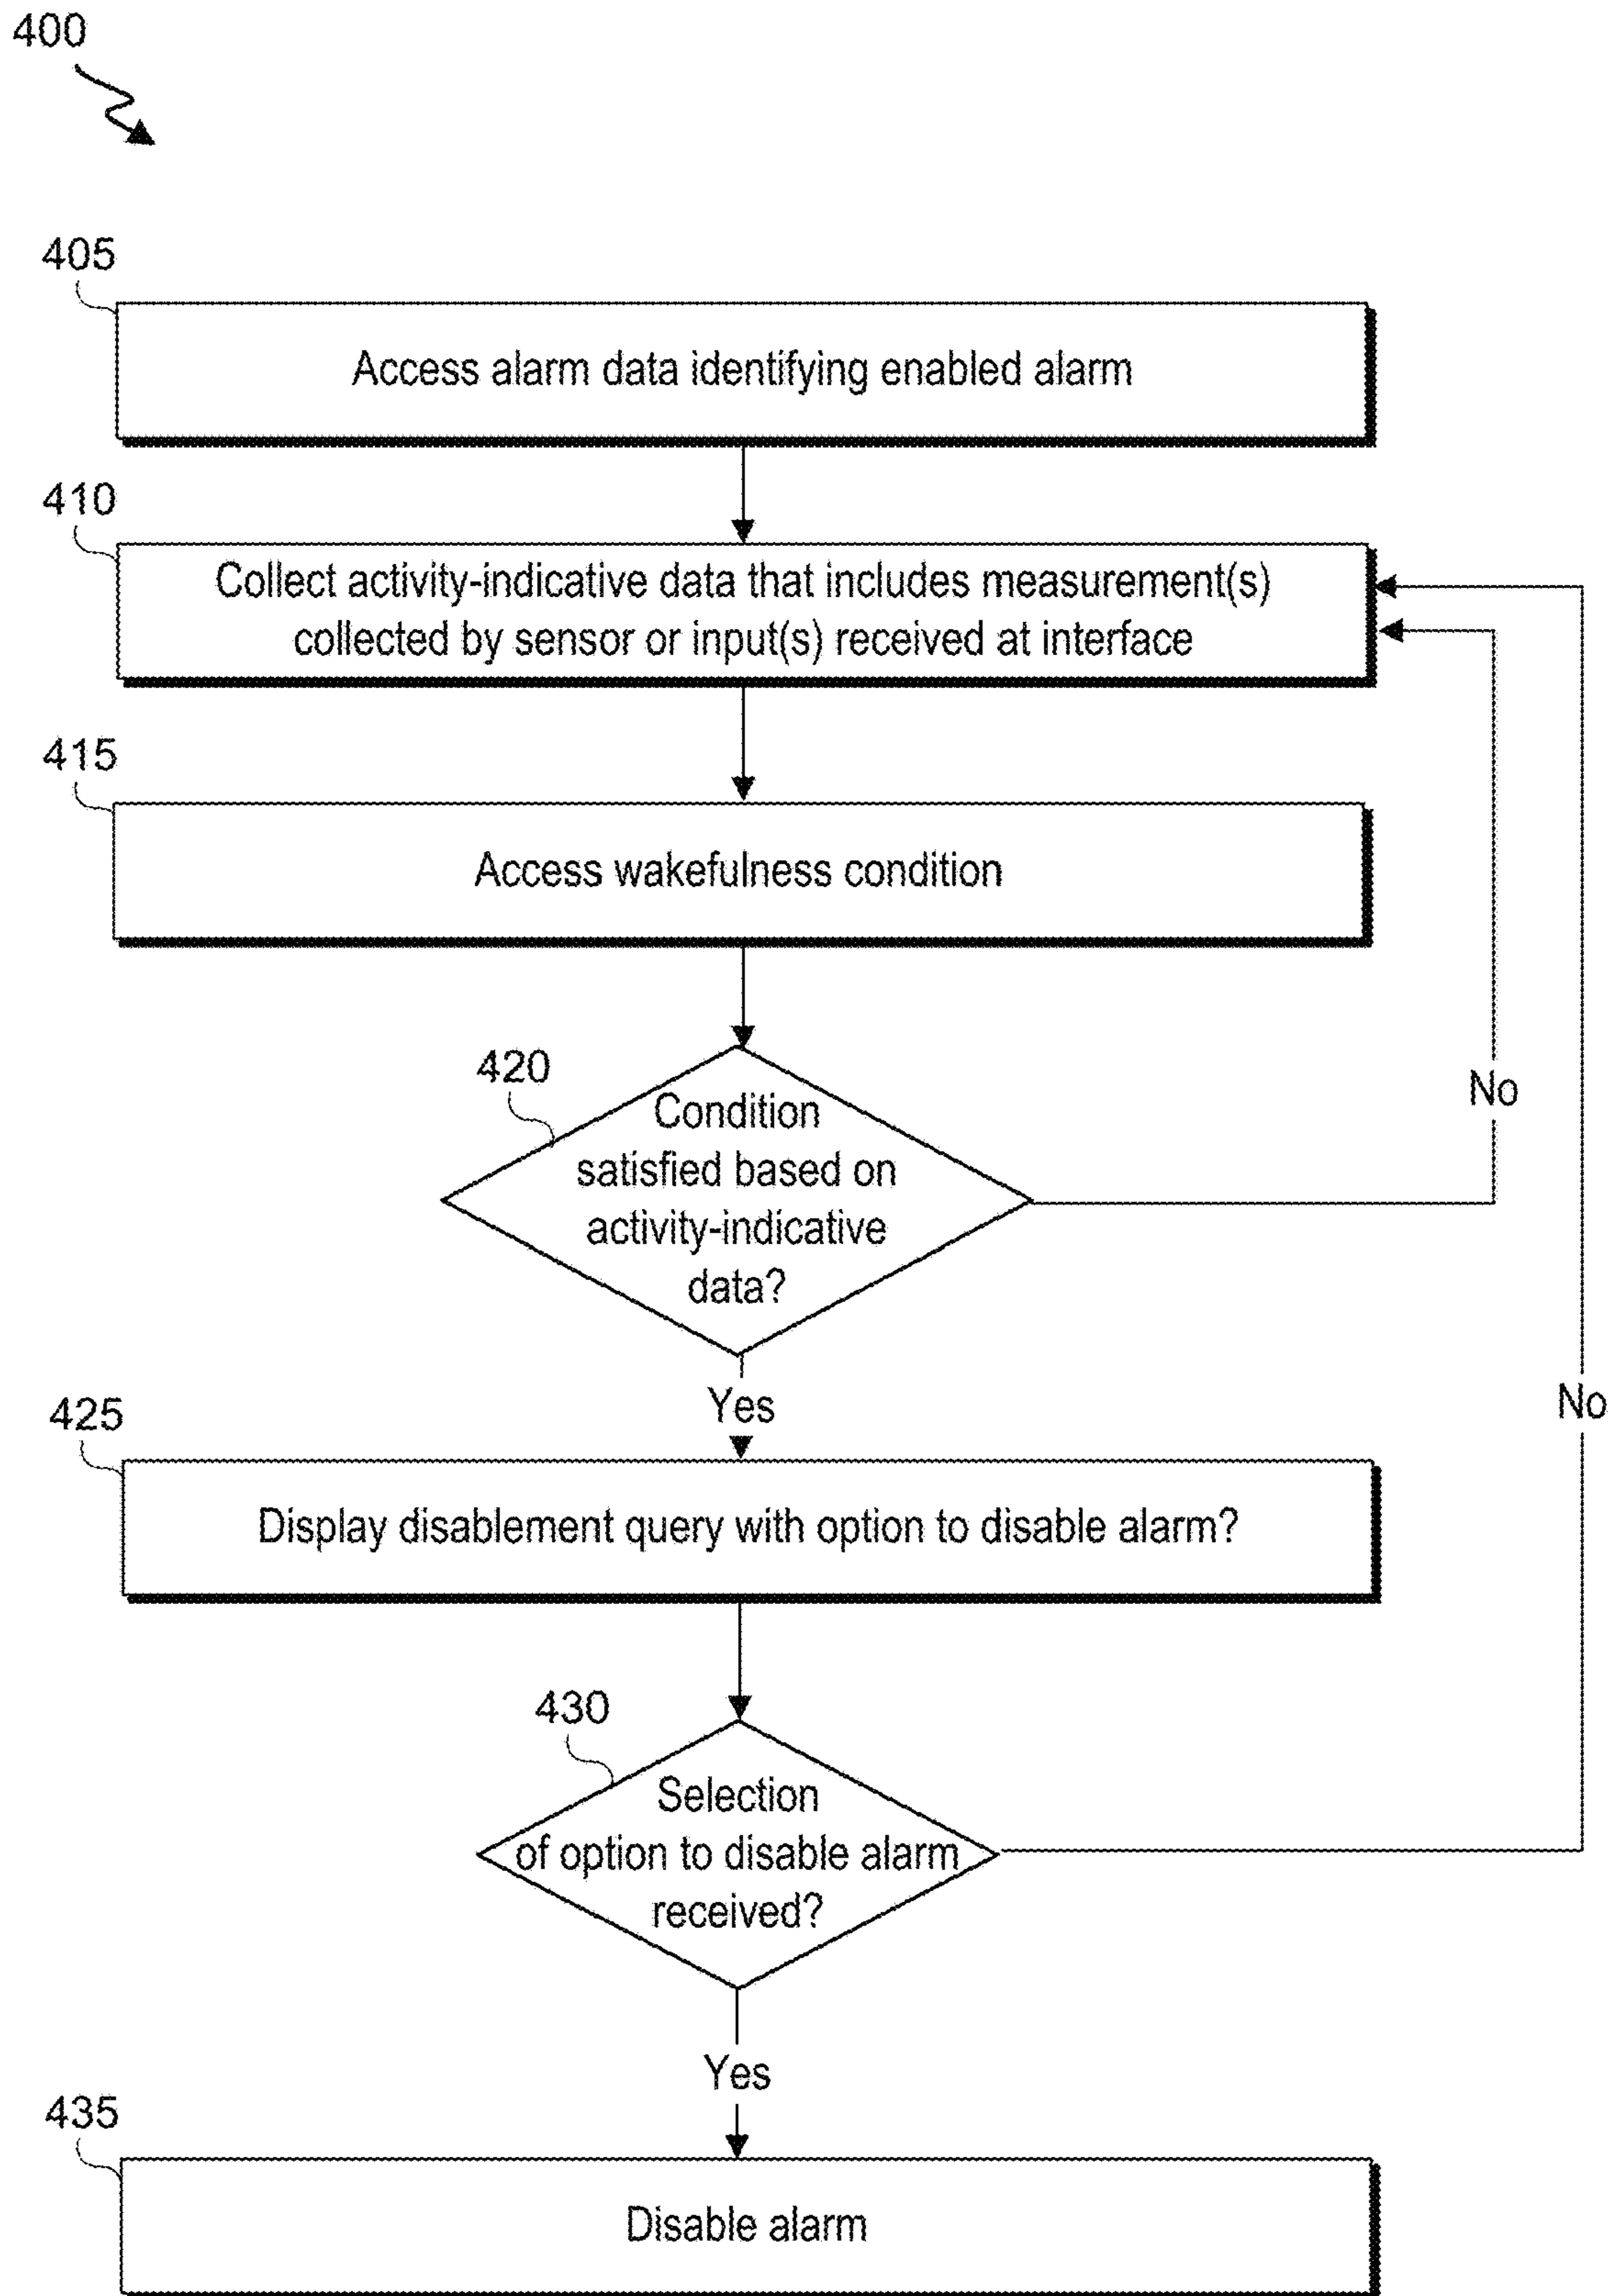 400
405
Access alarm data identifying enabled alarm
410
Collect activity-indicative data that includes measurement(s)
collected by sensor or input(s) received at interface
415
Access wakefulness condition
420
Condition
satisfied based on
activity-indicative
data?
No
Yes
425
Display disablement query with option to disable alarm?
No
430
Selection
of option to disable alarm
received?
Yes
435
Disable alarm